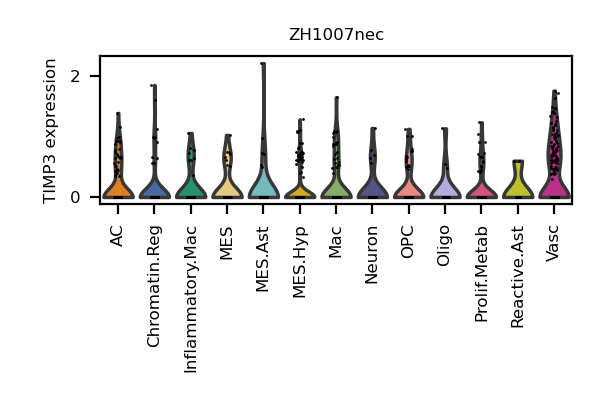 ZH1007nec
TIMP3 expression
2
0
AC
Chromatin.Reg
Inflammatory.Mac
MES
MES.Ast
MES.Hyp
Mac
Neuron
OPC
Oligo
Prolif.Metab
Reactive.Ast
Vasc